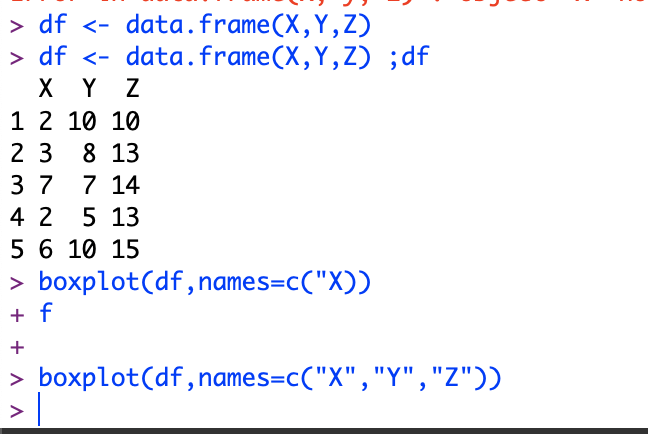 > df <- data.frame(X,Y,Z)
> df <- data.frame(X,Y,Z) ;df
  X  Y  Z
1 2 10 10
2 3  8 13
3 7  7 14
4 2  5 13
5 6 10 15
> boxplot(df,names=c("X))
+ f
+
> boxplot(df,names=c("X","Y","Z"))
>